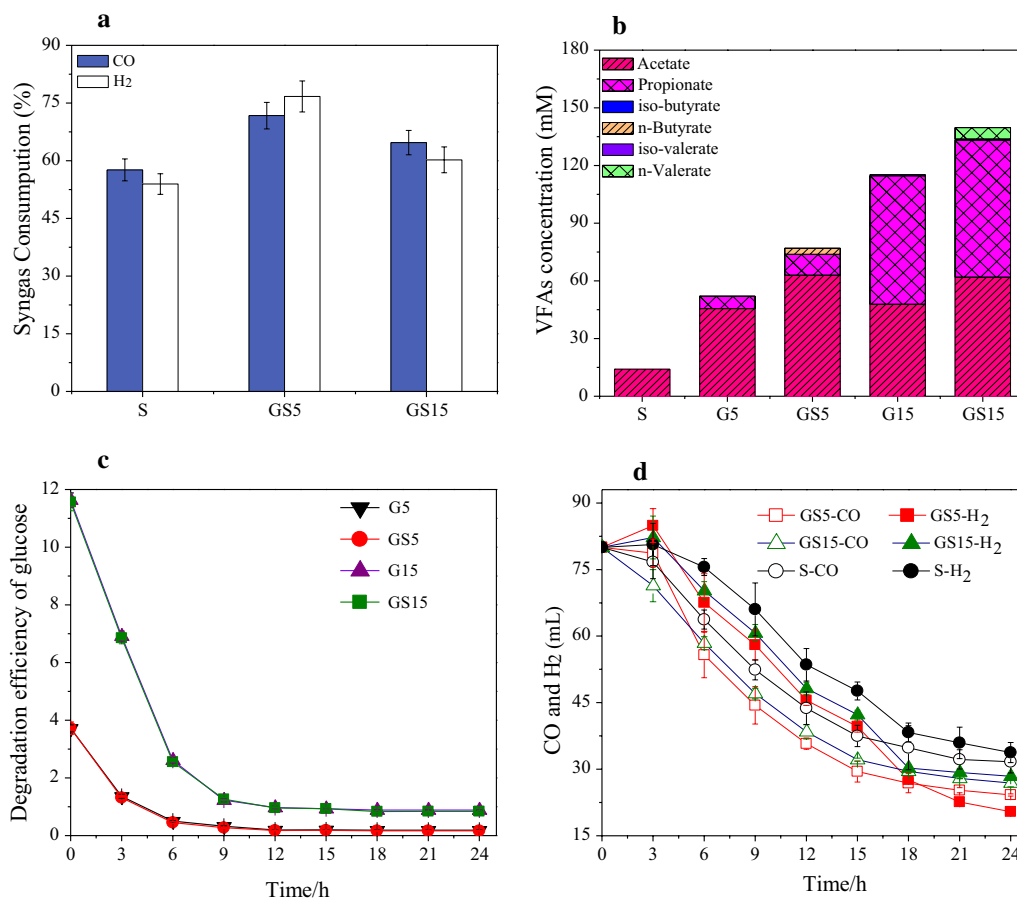 a
Syngas Consumpution (%)
90
75
60
45
30
15
0
CO
H2
S GS5 GS15
b
VFAs concentration (mM)
180
150
120
90
60
30
0
Acetate
Propionate
iso-butyrate
n-Butyrate
iso-valerate
n-Valerate
S G5 GS5 G15 GS15
c
Degradation efficiency of glucose
12
10
8
6
4
2
0
G5
GS5
G15
GS15
0 3 6 9 12 15 18 21 24
Time/h
d
CO and H2 (mL)
90
75
60
45
30
15
GS5-CO GS5-H2
GS15-CO GS15-H2
S-CO S-H2
0 3 6 9 12 15 18 21 24
Time/h